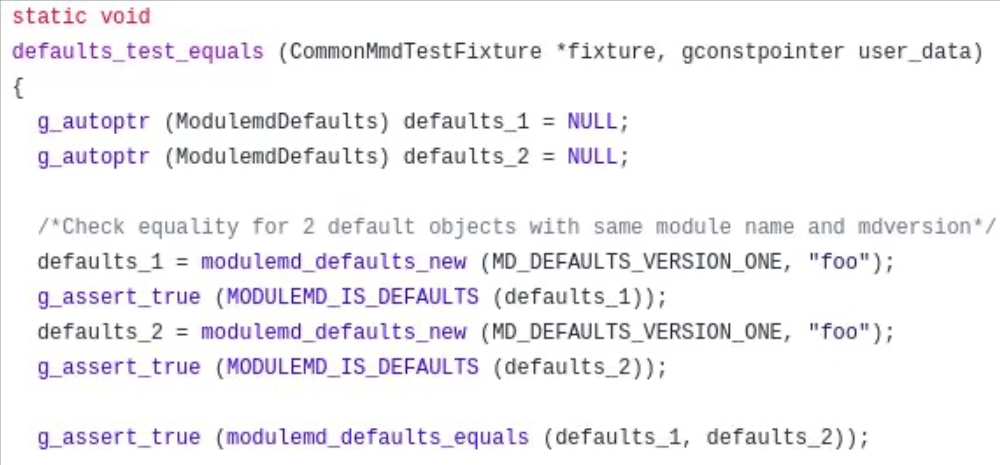 static void
defaults_test_equals (CommonMmdTestFixture *fixture, gconstpointer user_data)
{
  g_autoptr (ModulemdDefaults) defaults_1 = NULL;
  g_autoptr (ModulemdDefaults) defaults_2 = NULL;

  /*Check equality for 2 default objects with same module name and mdversion*/
  defaults_1 = modulemd_defaults_new (MD_DEFAULTS_VERSION_ONE, "foo");
  g_assert_true (MODULEMD_IS_DEFAULTS (defaults_1));
  defaults_2 = modulemd_defaults_new (MD_DEFAULTS_VERSION_ONE, "foo");
  g_assert_true (MODULEMD_IS_DEFAULTS (defaults_2));

  g_assert_true (modulemd_defaults_equals (defaults_1, defaults_2));